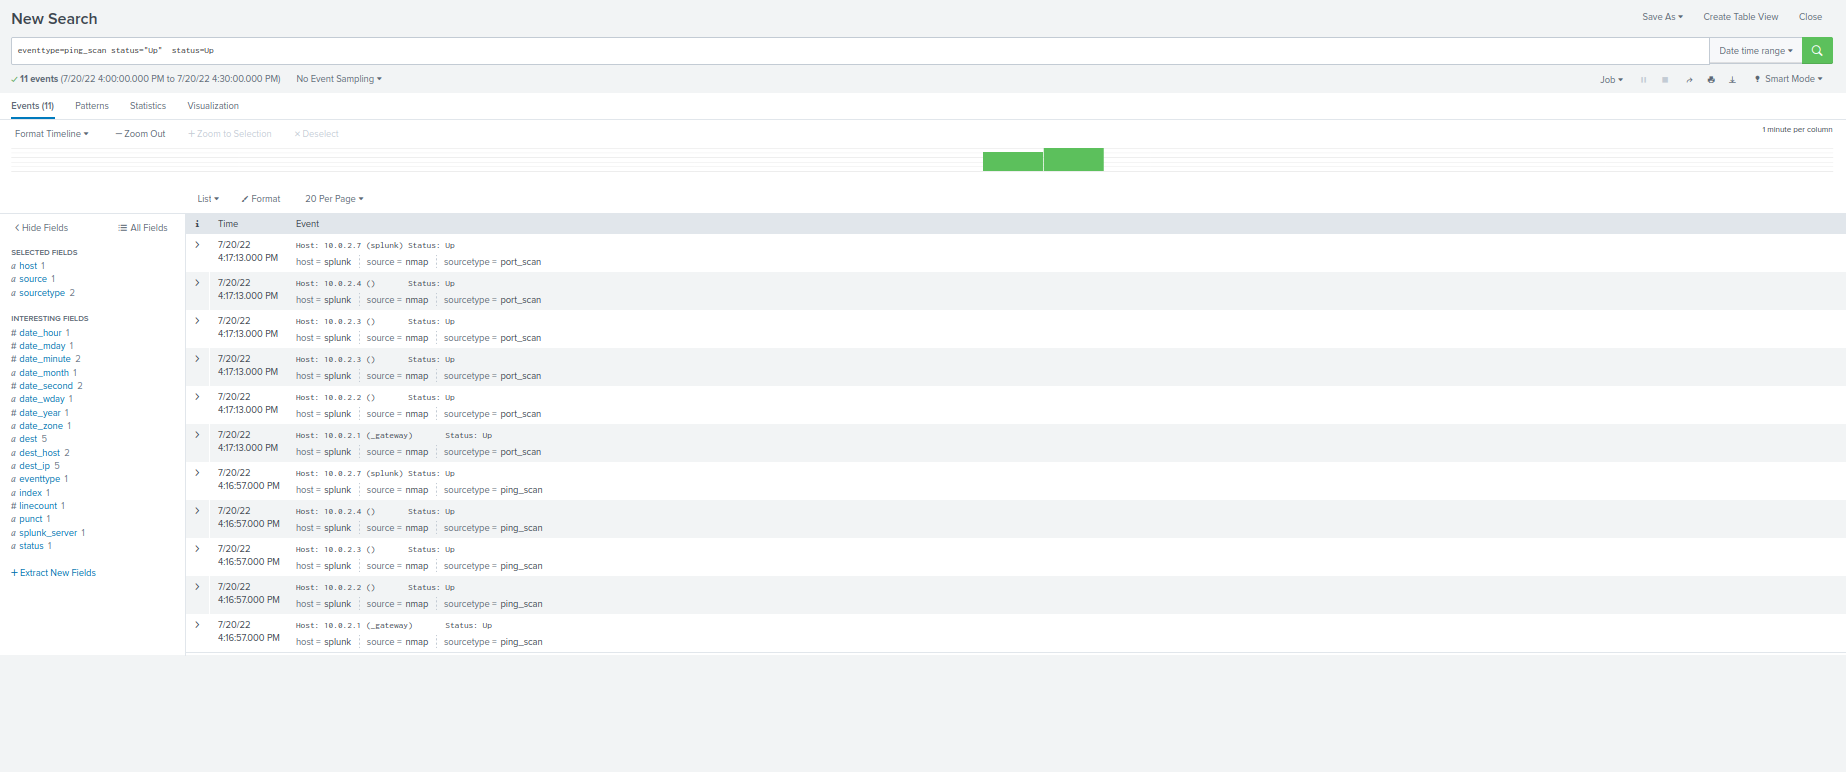 New Search
Save As Create Table View Close
eventtype=ping_scan status="Up"  status=Up
Date time range
11 events (7/20/22 4:00:00.000 PM to 7/20/22 4:30:00.000 PM) No Event Sampling
Job Smart Mode
Events (11) Patterns Statistics Visualization
Format Timeline — Zoom Out + Zoom to Selection × Deselect
1 minute per column
List Format 20 Per Page
< Hide Fields All Fields
SELECTED FIELDS
a host 1
a source 1
a sourcetype 2
INTERESTING FIELDS
# date_hour 1
# date_mday 1
# date_minute 2
a date_month 1
# date_second 2
a date_wday 1
# date_year 1
a date_zone 1
a dest 5
a dest_host 2
a dest_ip 5
a eventtype 1
a index 1
# linecount 1
a punct 1
a splunk_server 1
a status 1
+ Extract New Fields
i Time Event
7/20/22 Host: 10.0.2.7 (splunk) Status: Up
4:17:13.000 PM host = splunk source = nmap sourcetype = port_scan
7/20/22 Host: 10.0.2.4 () Status: Up
4:17:13.000 PM host = splunk source = nmap sourcetype = port_scan
7/20/22 Host: 10.0.2.3 () Status: Up
4:17:13.000 PM host = splunk source = nmap sourcetype = port_scan
7/20/22 Host: 10.0.2.3 () Status: Up
4:17:13.000 PM host = splunk source = nmap sourcetype = port_scan
7/20/22 Host: 10.0.2.2 () Status: Up
4:17:13.000 PM host = splunk source = nmap sourcetype = port_scan
7/20/22 Host: 10.0.2.1 (_gateway) Status: Up
4:17:13.000 PM host = splunk source = nmap sourcetype = port_scan
7/20/22 Host: 10.0.2.7 (splunk) Status: Up
4:16:57.000 PM host = splunk source = nmap sourcetype = ping_scan
7/20/22 Host: 10.0.2.4 () Status: Up
4:16:57.000 PM host = splunk source = nmap sourcetype = ping_scan
7/20/22 Host: 10.0.2.3 () Status: Up
4:16:57.000 PM host = splunk source = nmap sourcetype = ping_scan
7/20/22 Host: 10.0.2.2 () Status: Up
4:16:57.000 PM host = splunk source = nmap sourcetype = ping_scan
7/20/22 Host: 10.0.2.1 (_gateway) Status: Up
4:16:57.000 PM host = splunk source = nmap sourcetype = ping_scan